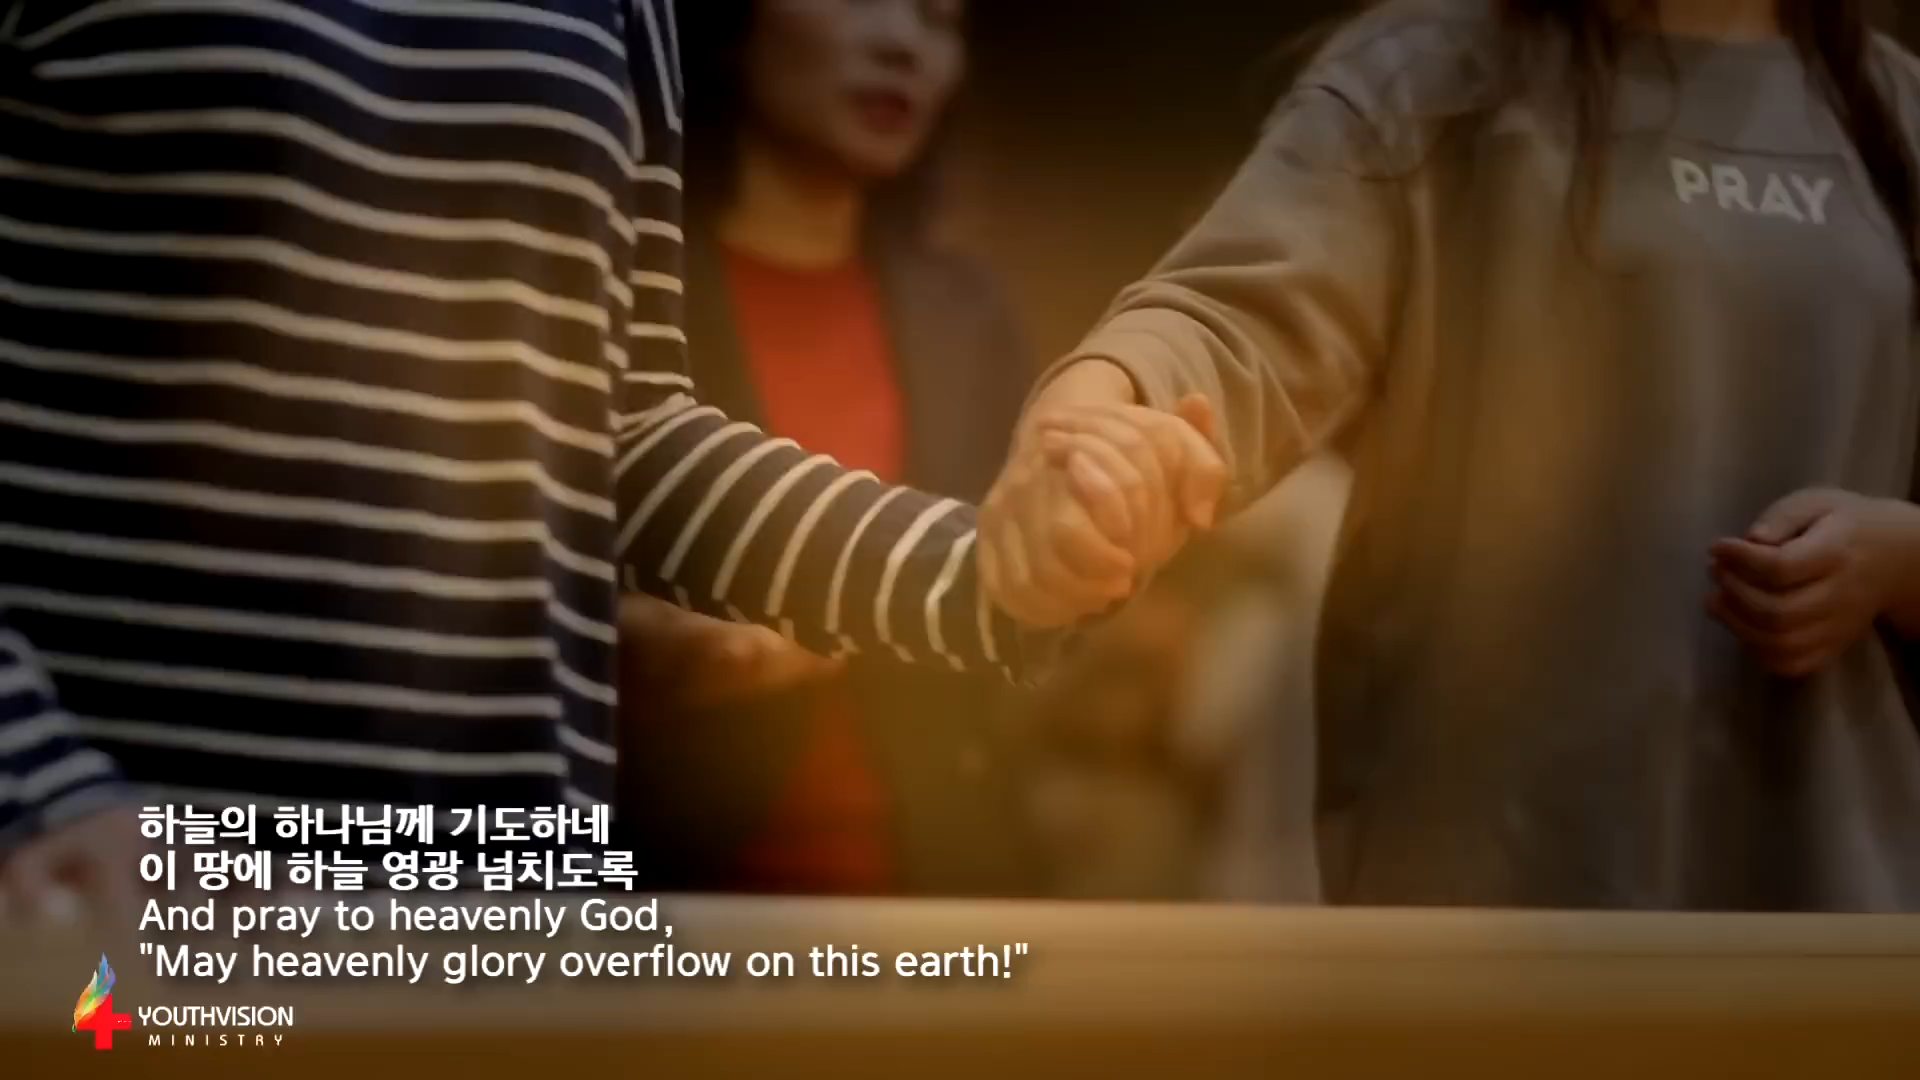 PRAY
하늘의 하나님께 기도하네
이 땅에 하늘 영광 넘치도록
And pray to heavenly God,
"May heavenly glory overflow on this earth!"
YOUTHVISION
MINISTRY